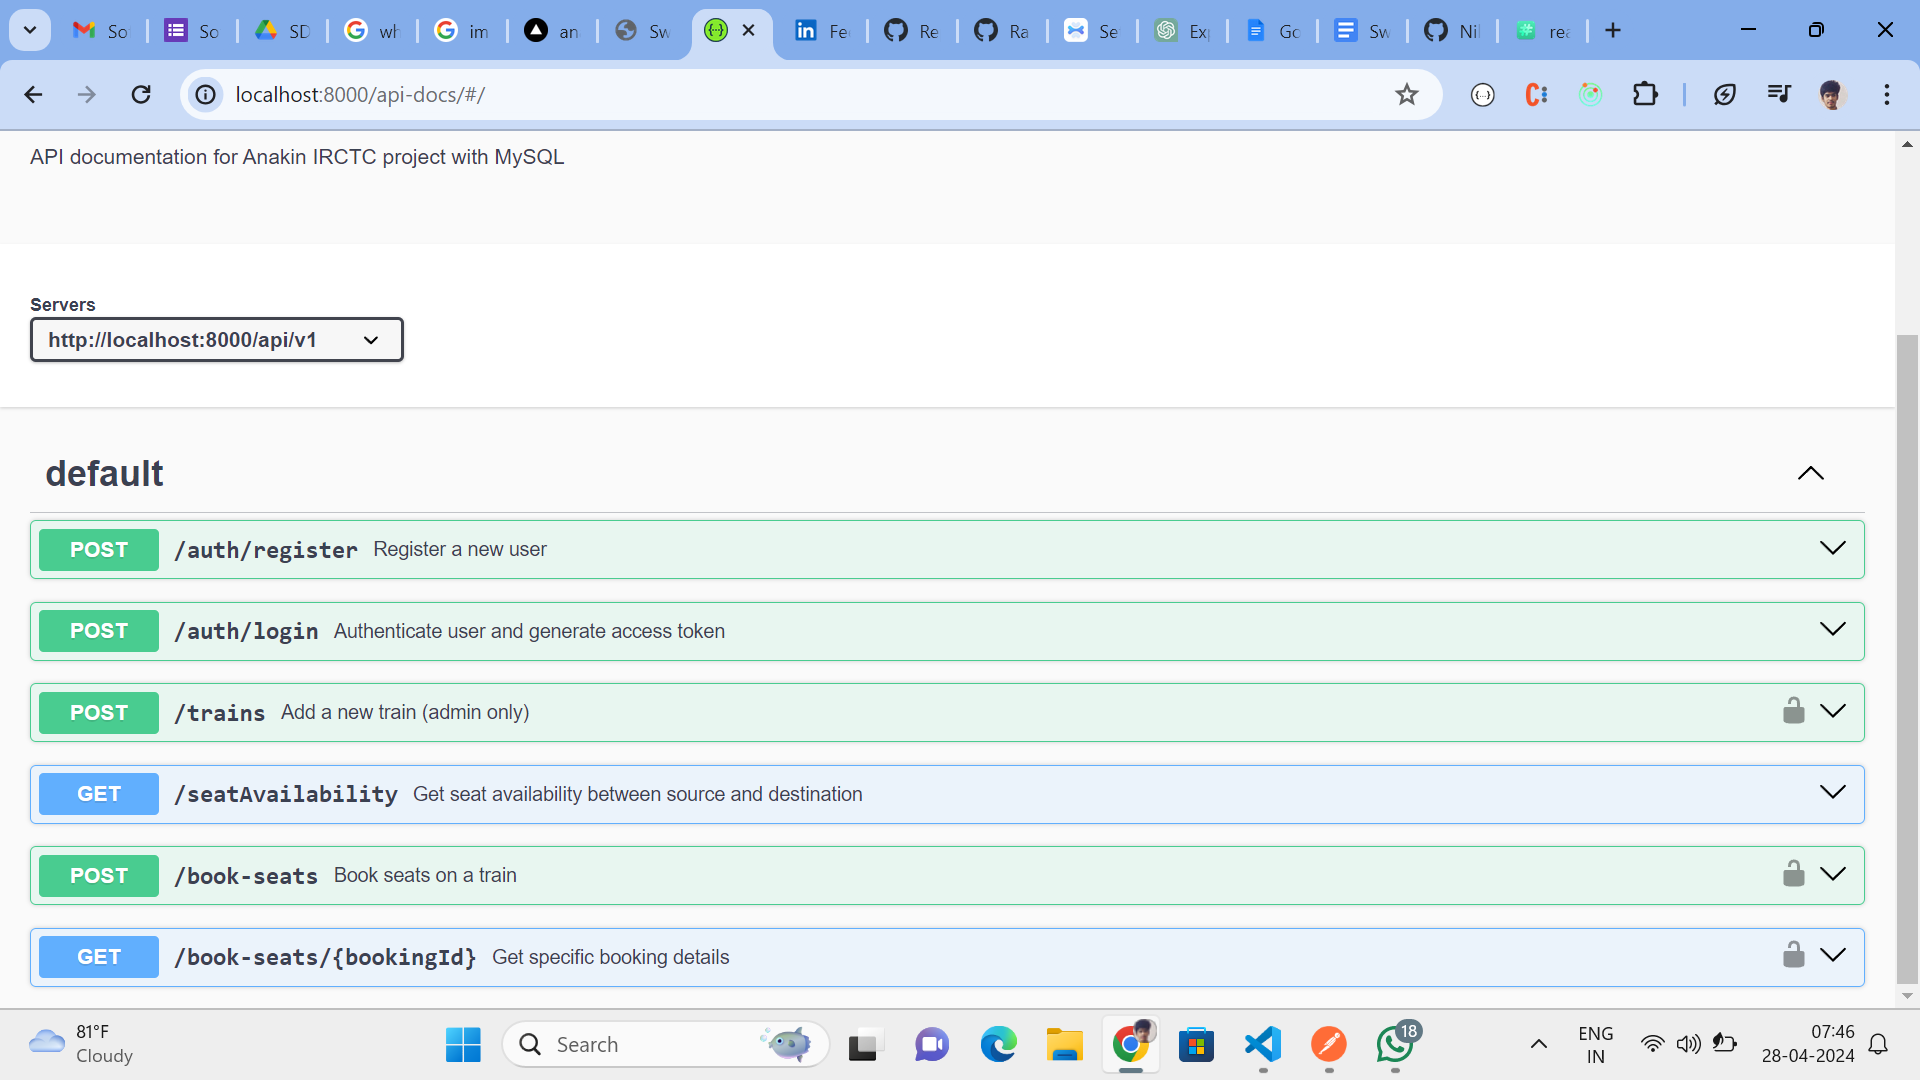 So
So
SD
wh
im
an
Sw
Fe
Re
Ra
Se
Ex
Go
Sw
Nil
rea
localhost:8000/api-docs/#/
API documentation for Anakin IRCTC project with MySQL
Servers
http://localhost:8000/api/v1
default
POST /auth/register Register a new user
POST /auth/login Authenticate user and generate access token
POST /trains Add a new train (admin only)
GET /seatAvailability Get seat availability between source and destination
POST /book-seats Book seats on a train
GET /book-seats/{bookingId} Get specific booking details
81°F
Cloudy
Search
18
ENG
IN
07:46
28-04-2024